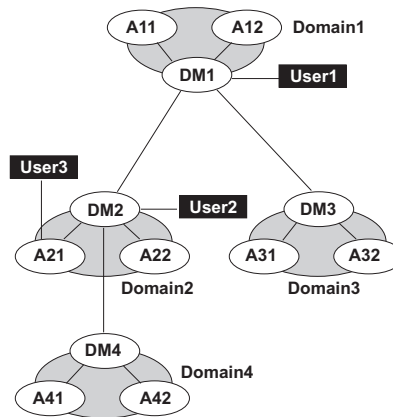 A11
A12
Domain1
DM1
User1
User3
DM2
User2
DM3
A21
A22
A31
A32
Domain2
Domain3
DM4
Domain4
A41
A42